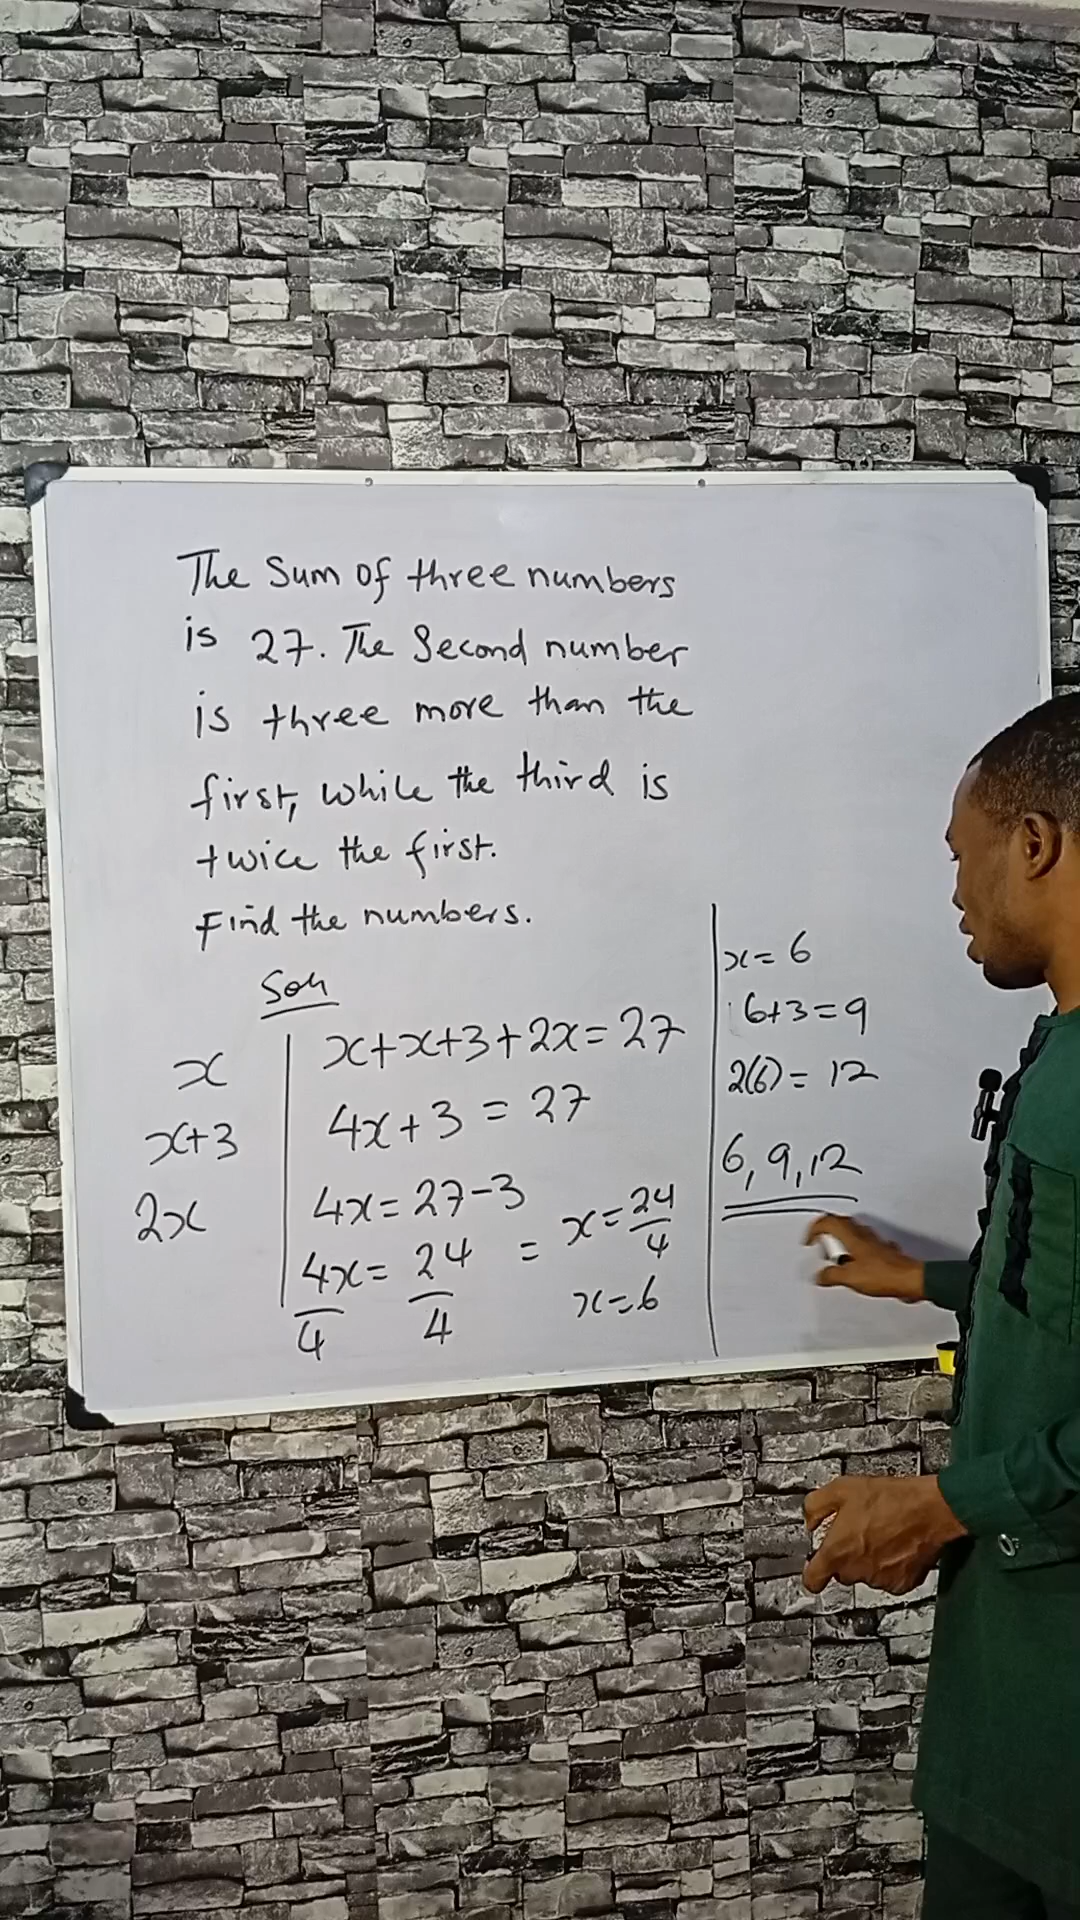 The Sum of three numbers
is 27. The Second number
is three more than the
first, while the third is
twice the first.
Find the numbers.
Soln
x
x+3
2x
x+x+3+2x=27
4x+3 = 27
4x=27-3
4x/4 = 24/4 = x=24/4
x=6
x=6
6+3=9
2(6)= 12
6, 9, 12